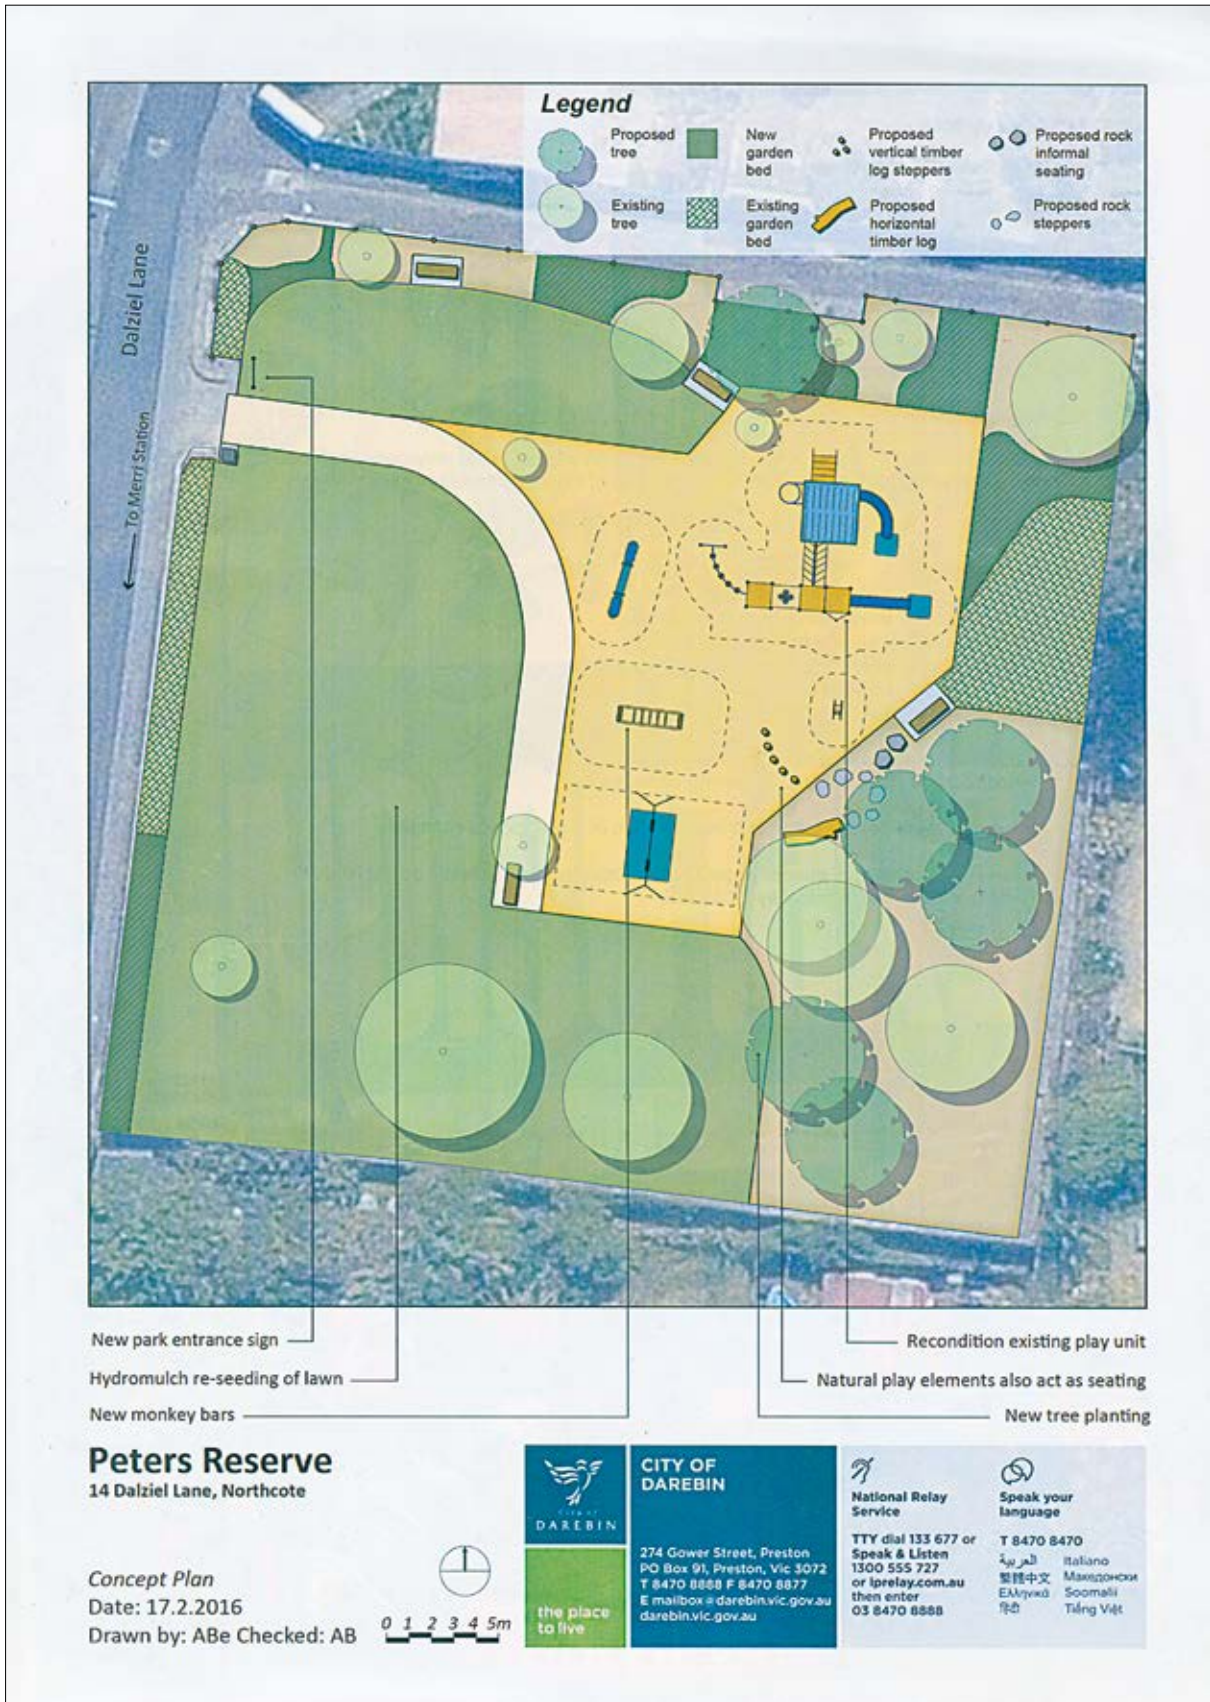 Legend
Proposed
tree
New
garden
bed
Proposed
vertical timber
log steppers
Proposed rock
informal
seating
Existing
tree
Existing
garden
bed
Proposed
horizontal
timber log
Proposed rock
steppers
Dalziel Lane
To Merri Station
New park entrance sign
Hydromulch re-seeding of lawn
New monkey bars
Recondition existing play unit
Natural play elements also act as seating
New tree planting
Peters Reserve
14 Dalziel Lane, Northcote
Concept Plan
Date: 17.2.2016
Drawn by: ABe Checked: AB
0 1 2 3 4 5m
CITY OF
DAREBIN
the place
to live
CITY OF
DAREBIN
274 Gower Street, Preston
PO Box 91, Preston, Vic 3072
T 8470 8888 F 8470 8877
E mailbox@darebin.vic.gov.au
darebin.vic.gov.au
National Relay
Service
TTY dial 133 677 or
Speak & Listen
1300 555 727
or iprelay.com.au
then enter
03 8470 8888
Speak your
language
T 8470 8470
العربية Italiano
繁體中文 Македонски
Ελληνικά Soomalii
हिंदी Tiếng Việt